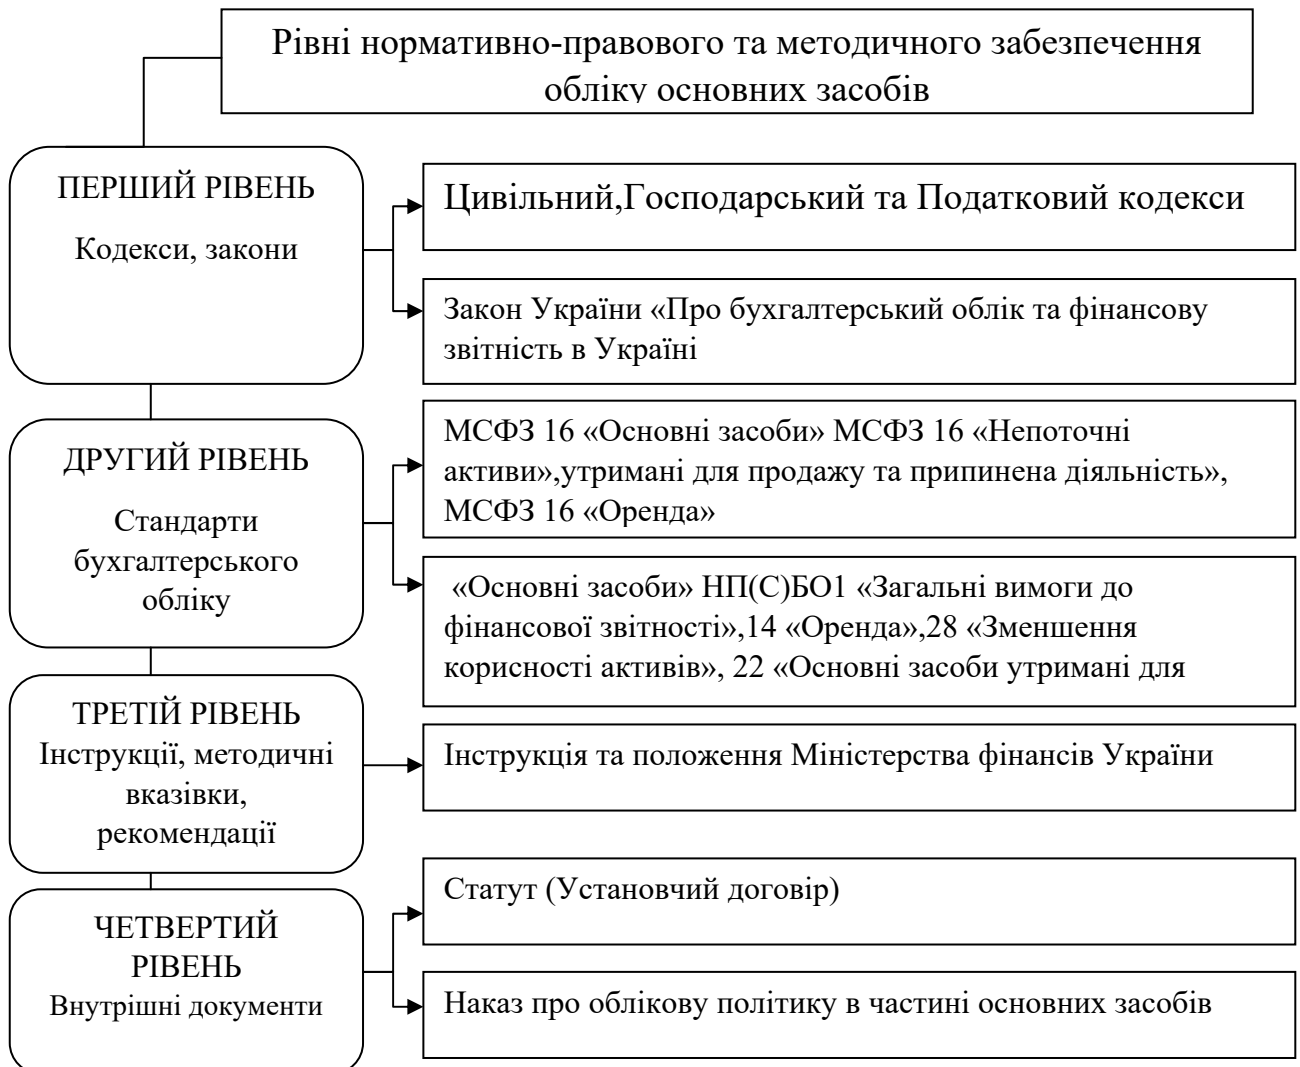 Рівні нормативно-правового та методичного забезпечення
обліку основних засобів
ПЕРШИЙ РІВЕНЬ
Кодекси, закони
Цивільний,Господарський та Податковий кодекси
Закон України «Про бухгалтерський облік та фінансову
звітність в Україні
ДРУГИЙ РІВЕНЬ
Стандарти
бухгалтерського
обліку
МСФЗ 16 «Основні засоби» МСФЗ 16 «Непоточні
активи»,утримані для продажу та припинена діяльність»,
МСФЗ 16 «Оренда»
«Основні засоби» НП(С)БО1 «Загальні вимоги до
фінансової звітності»,14 «Оренда»,28 «Зменшення
корисності активів», 22 «Основні засоби утримані для
ТРЕТІЙ РІВЕНЬ
Інструкції, методичні
вказівки,
рекомендації
Інструкція та положення Міністерства фінансів України
ЧЕТВЕРТИЙ
РІВЕНЬ
Внутрішні документи
Статут (Установчий договір)
Наказ про облікову політику в частині основних засобів